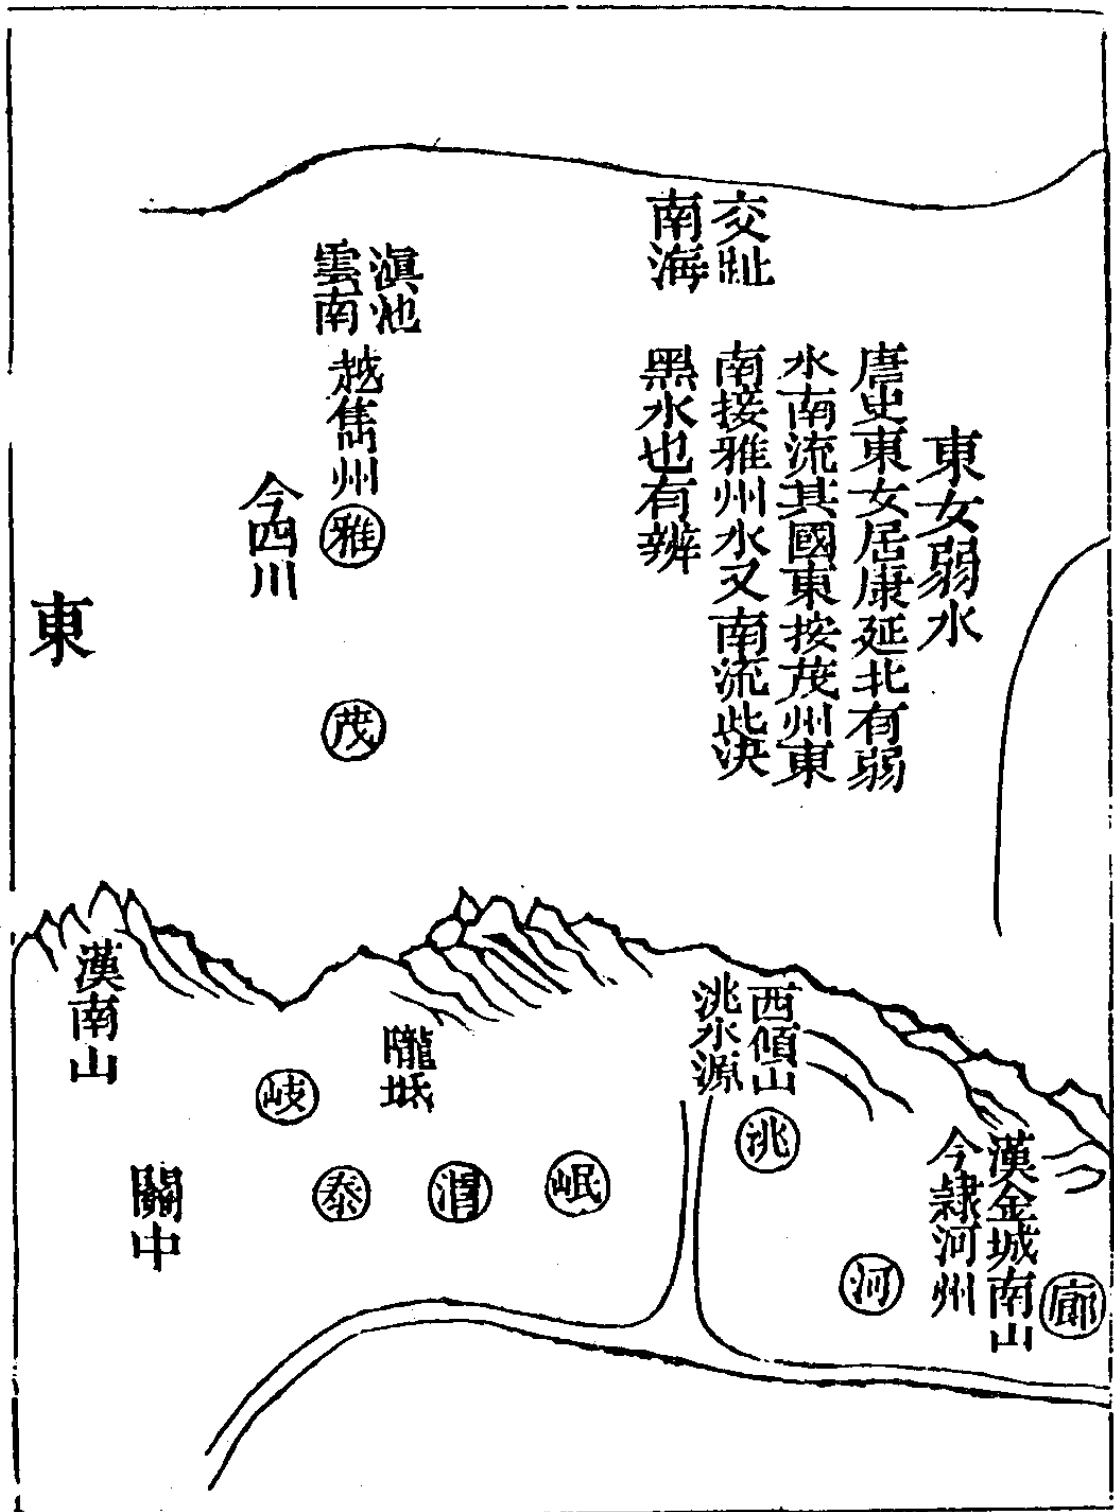 交趾
南海
東女弱水
唐史東女居康延北有弱
水南流其國東按茂州東
南接雅州水又南流此決
黑水也有辨
滇池
雲南
越嶲州
雅
今四川
茂
東
西傾山
洮水源
洮
漢金城南山
今隸河州
廓
河
岷
渭
隴坻
秦
岐
漢南山
關中